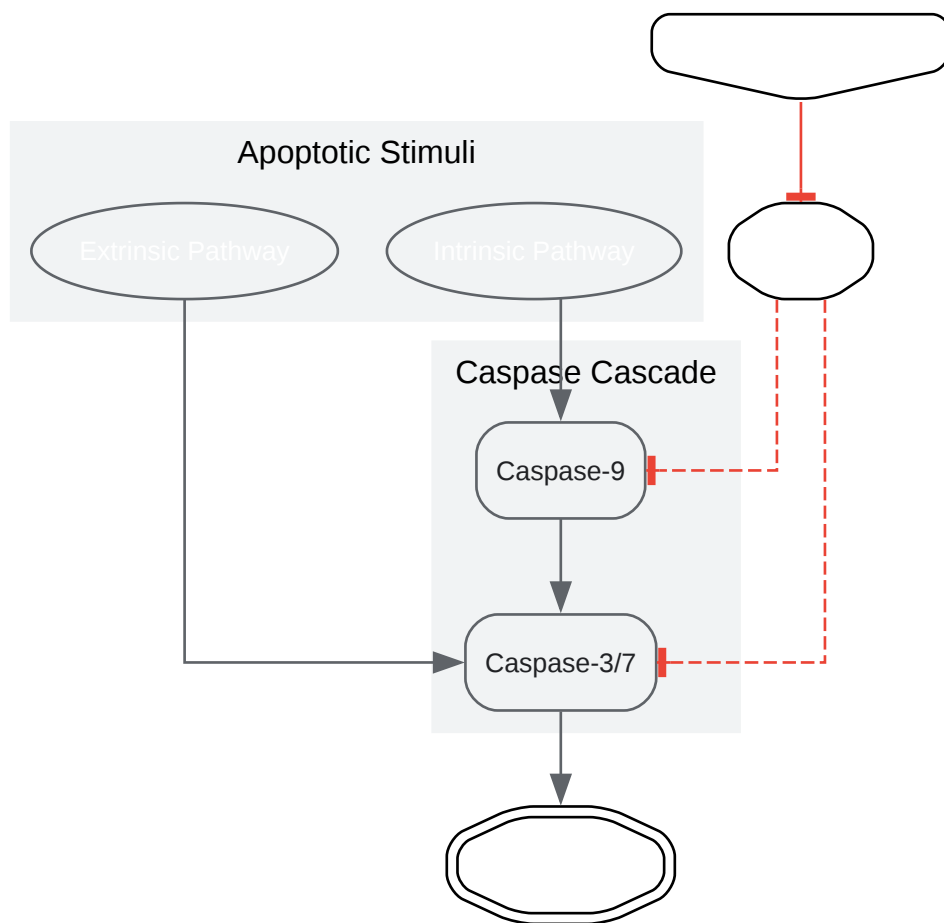 Apoptotic Stimuli
Extrinsic Pathway
Intrinsic Pathway
Caspase Cascade
Caspase-9
Caspase-3/7